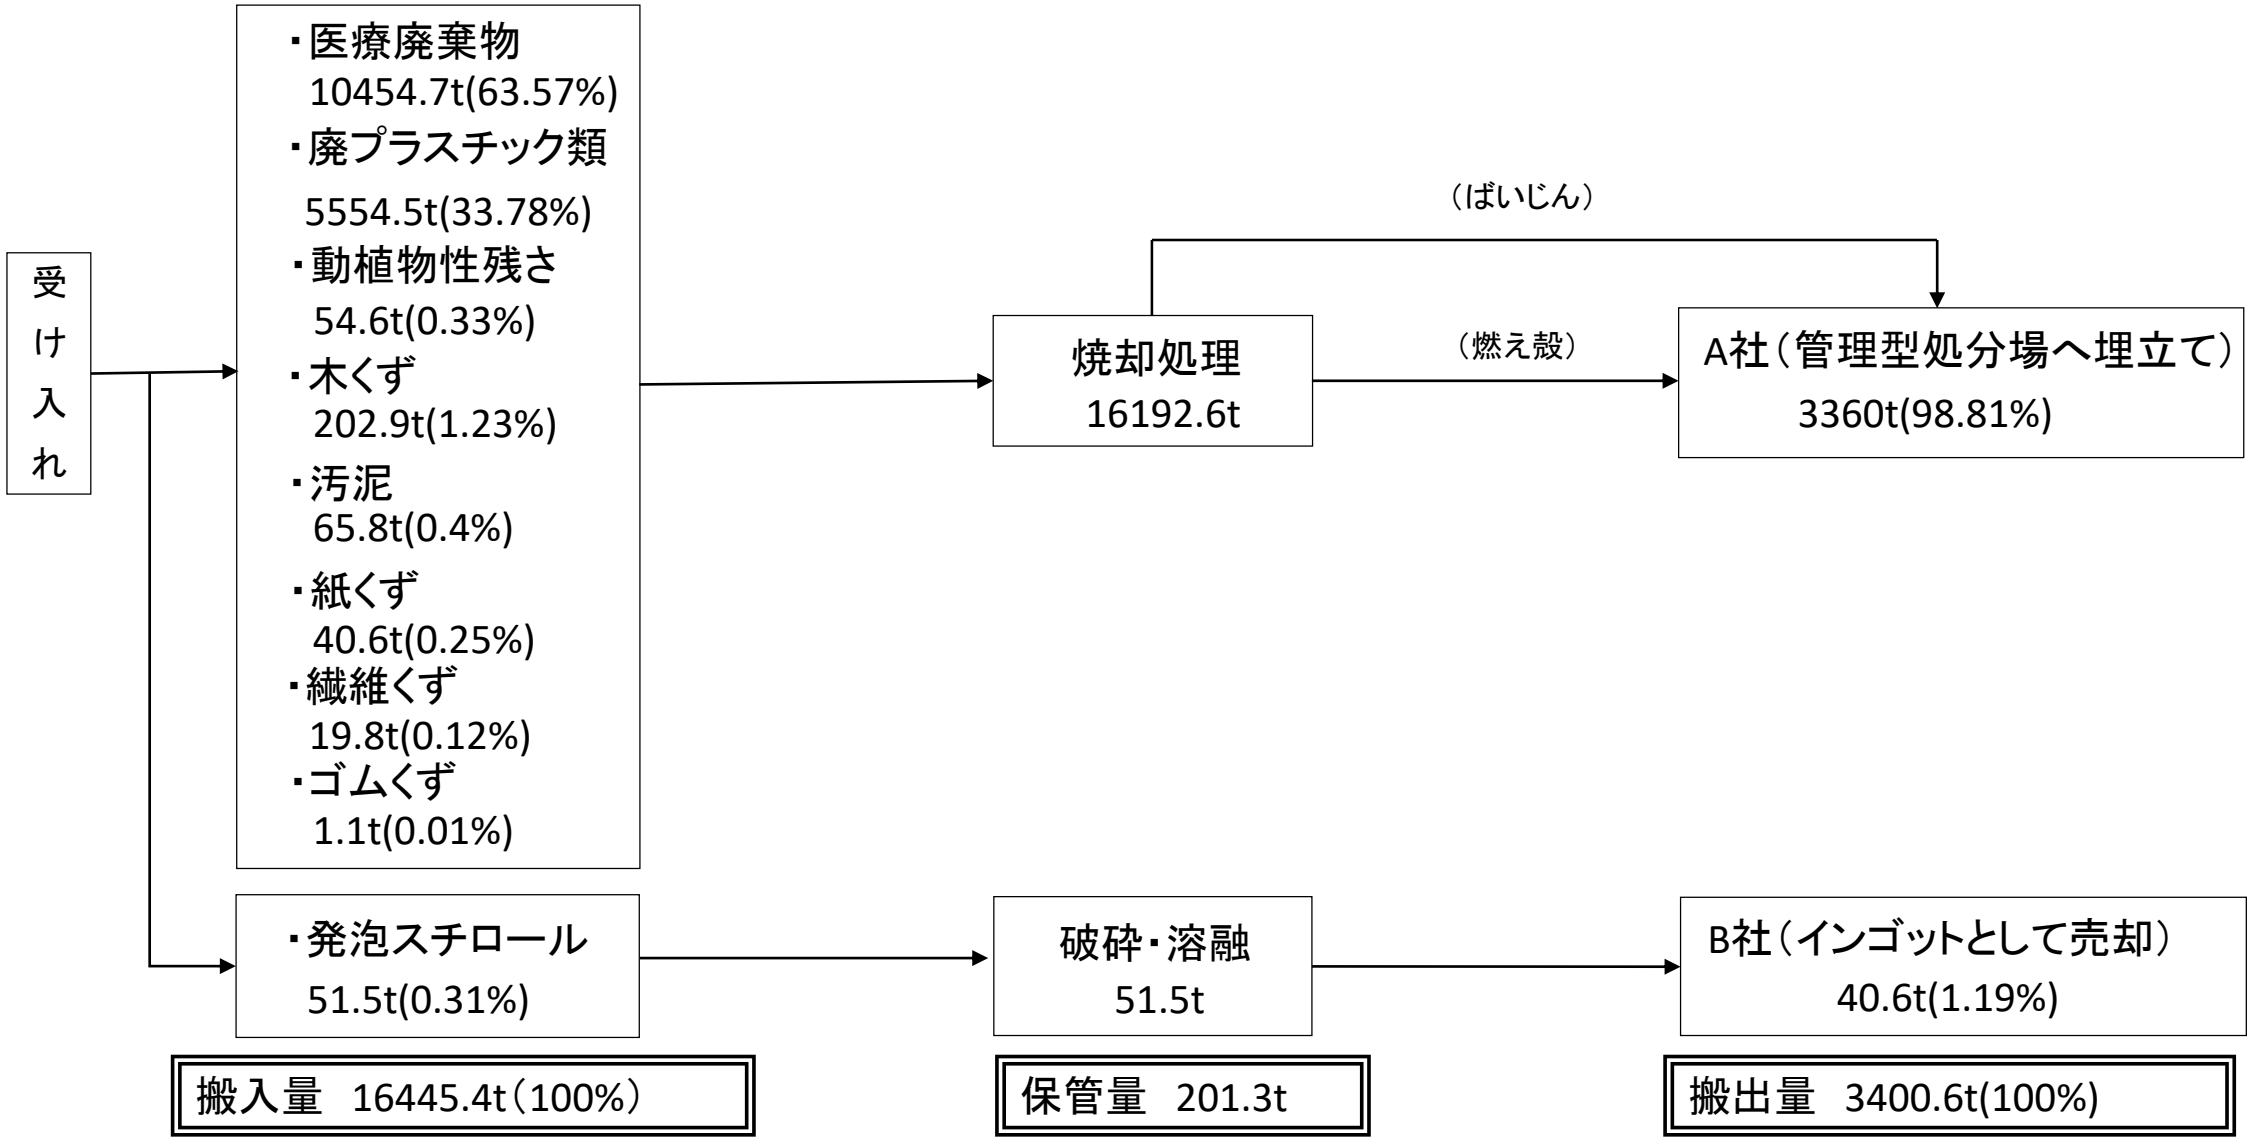 受け入れ
・医療廃棄物
10454.7t(63.57%)
・廃プラスチック類
5554.5t(33.78%)
・動植物性残さ
54.6t(0.33%)
・木くず
202.9t(1.23%)
・汚泥
65.8t(0.4%)
・紙くず
40.6t(0.25%)
・繊維くず
19.8t(0.12%)
・ゴムくず
1.1t(0.01%)
・発泡スチロール
51.5t(0.31%)
搬入量 16445.4t(100%)
焼却処理
16192.6t
破砕・溶融
51.5t
保管量 201.3t
(ばいじん)
(燃え殻)
A社(管理型処分場へ埋立て)
3360t(98.81%)
B社(インゴットとして売却)
40.6t(1.19%)
搬出量 3400.6t(100%)